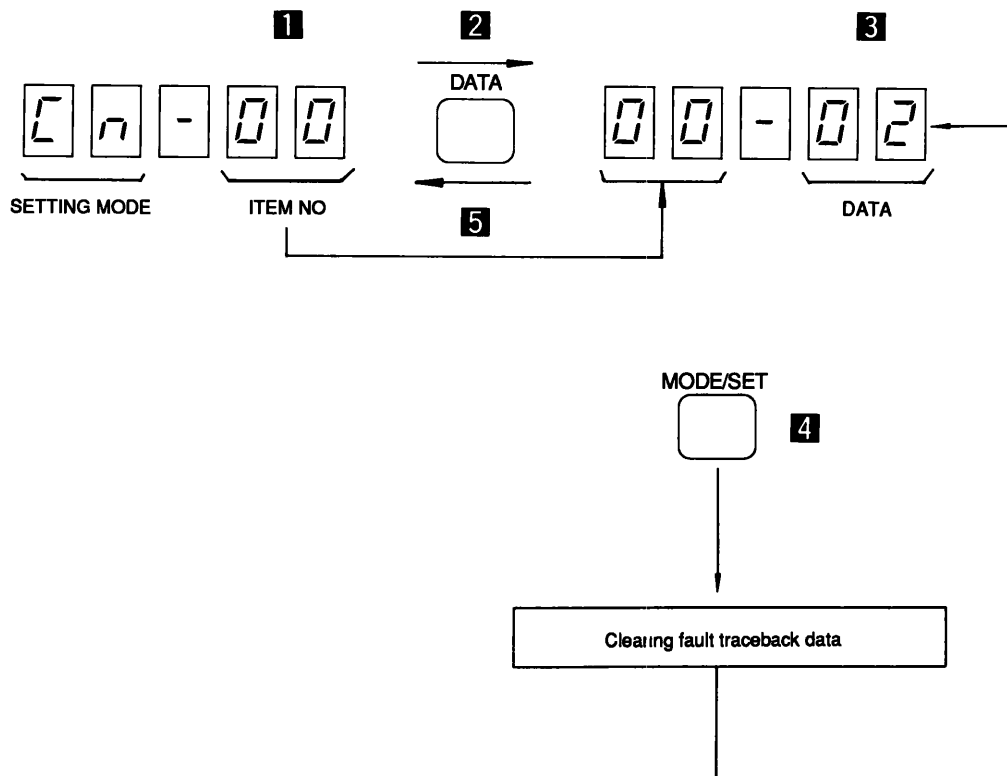 1 2 3
DATA
Cn-00 00-02
SETTING MODE ITEM NO DATA
5
MODE/SET
4
Clearing fault traceback data